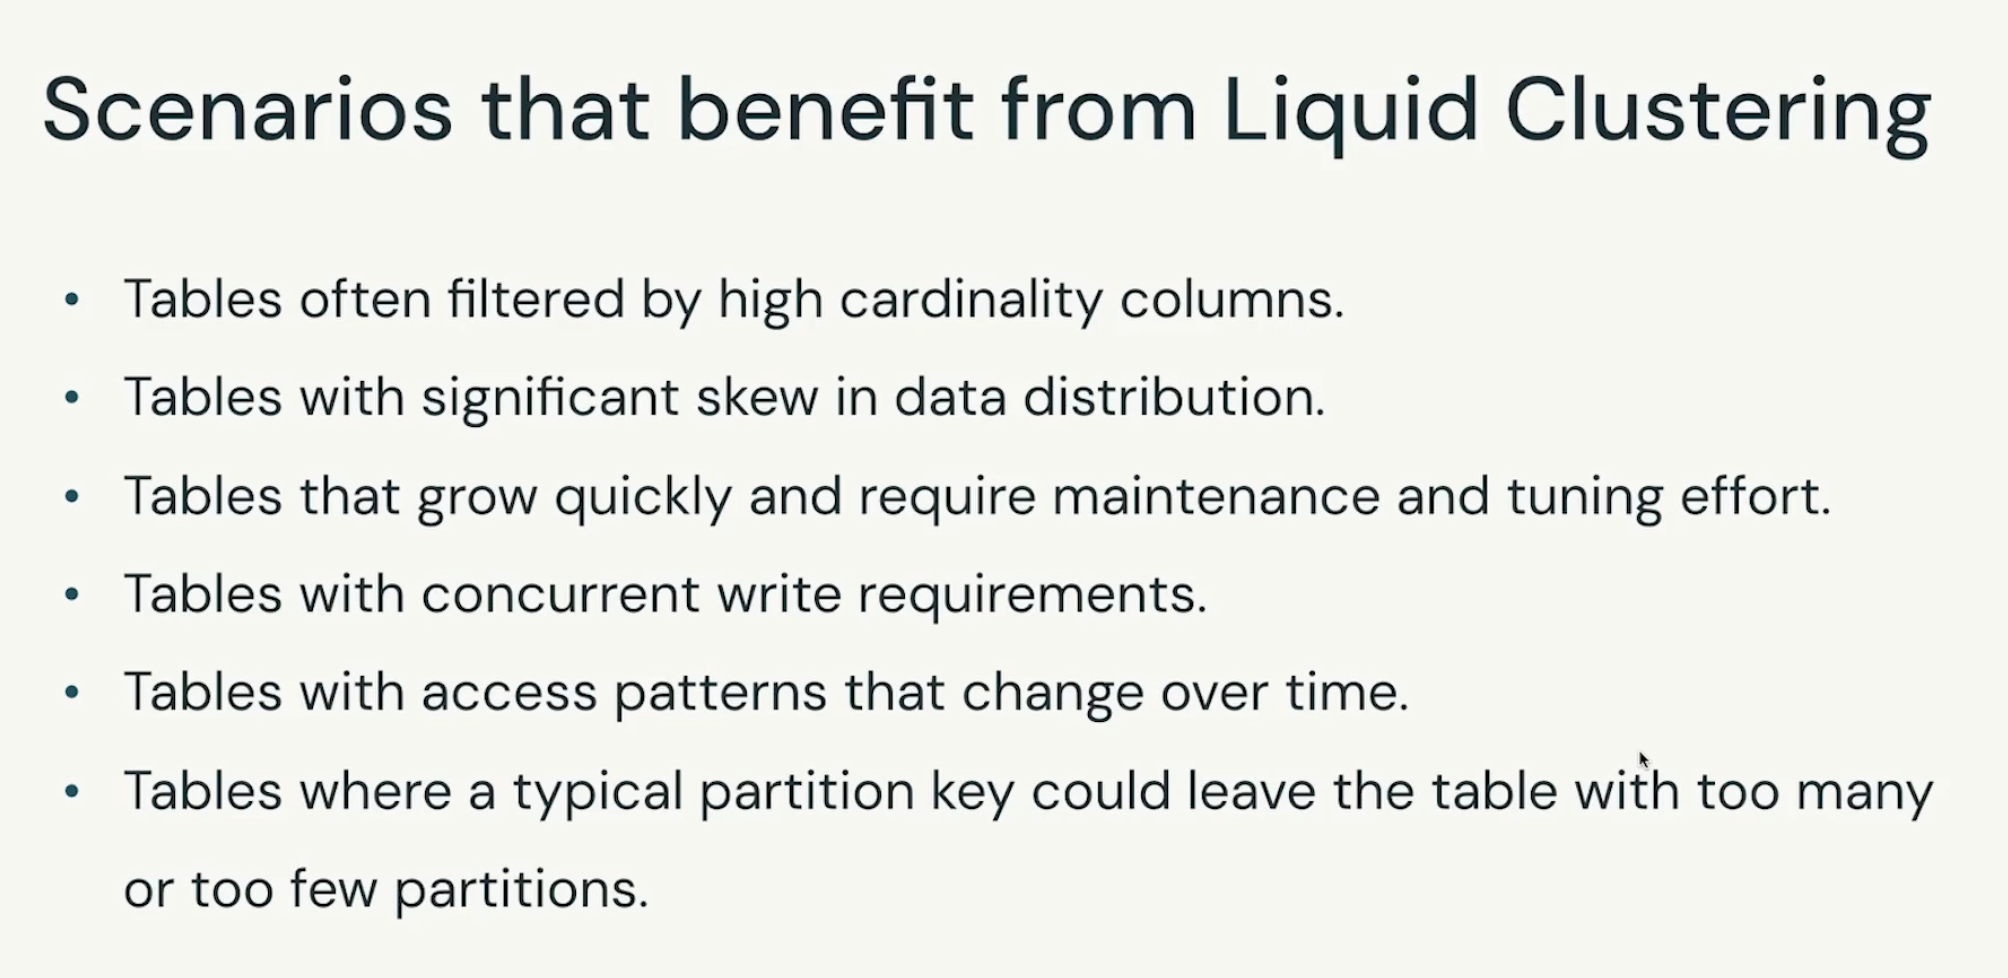 Scenarios that benefit from Liquid Clustering
• Tables often filtered by high cardinality columns.
• Tables with significant skew in data distribution.
• Tables that grow quickly and require maintenance and tuning effort.
• Tables with concurrent write requirements.
• Tables with access patterns that change over time.
• Tables where a typical partition key could leave the table with too many
or too few partitions.